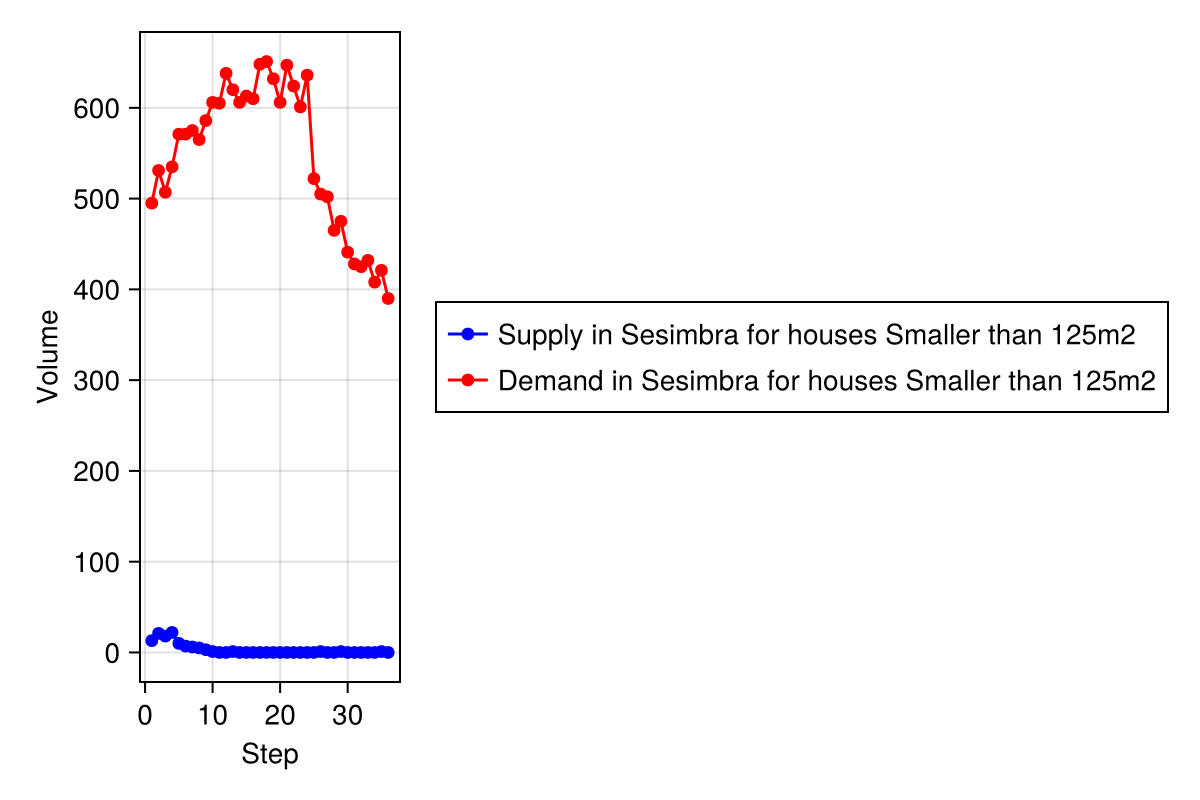 600
500
400
300
200
100
0
Volume
0 10 20 30
Step
Supply in Sesimbra for houses Smaller than 125m2
Demand in Sesimbra for houses Smaller than 125m2